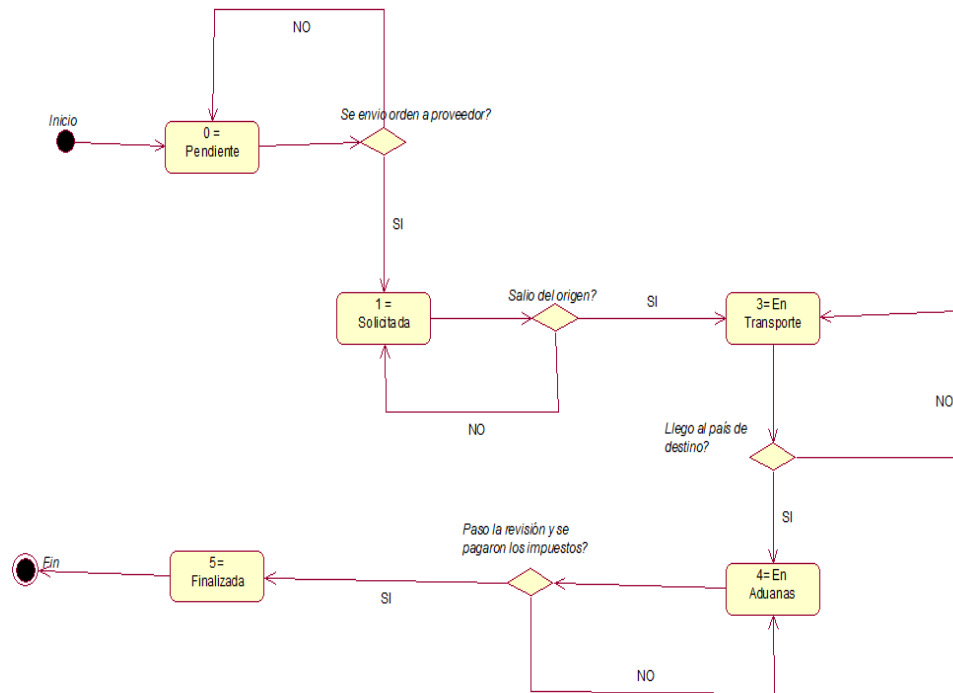 NO
Inicio
Se envio orden a proveedor?
0 =
Pendiente
SI
1 =
Solicitada
Salio del origen?
SI
3= En
Transporte
NO
NO
Llego al país de
destino?
SI
Paso la revisión y se
pagaron los impuestos?
Fin
5=
Finalizada
SI
4= En
Aduanas
NO